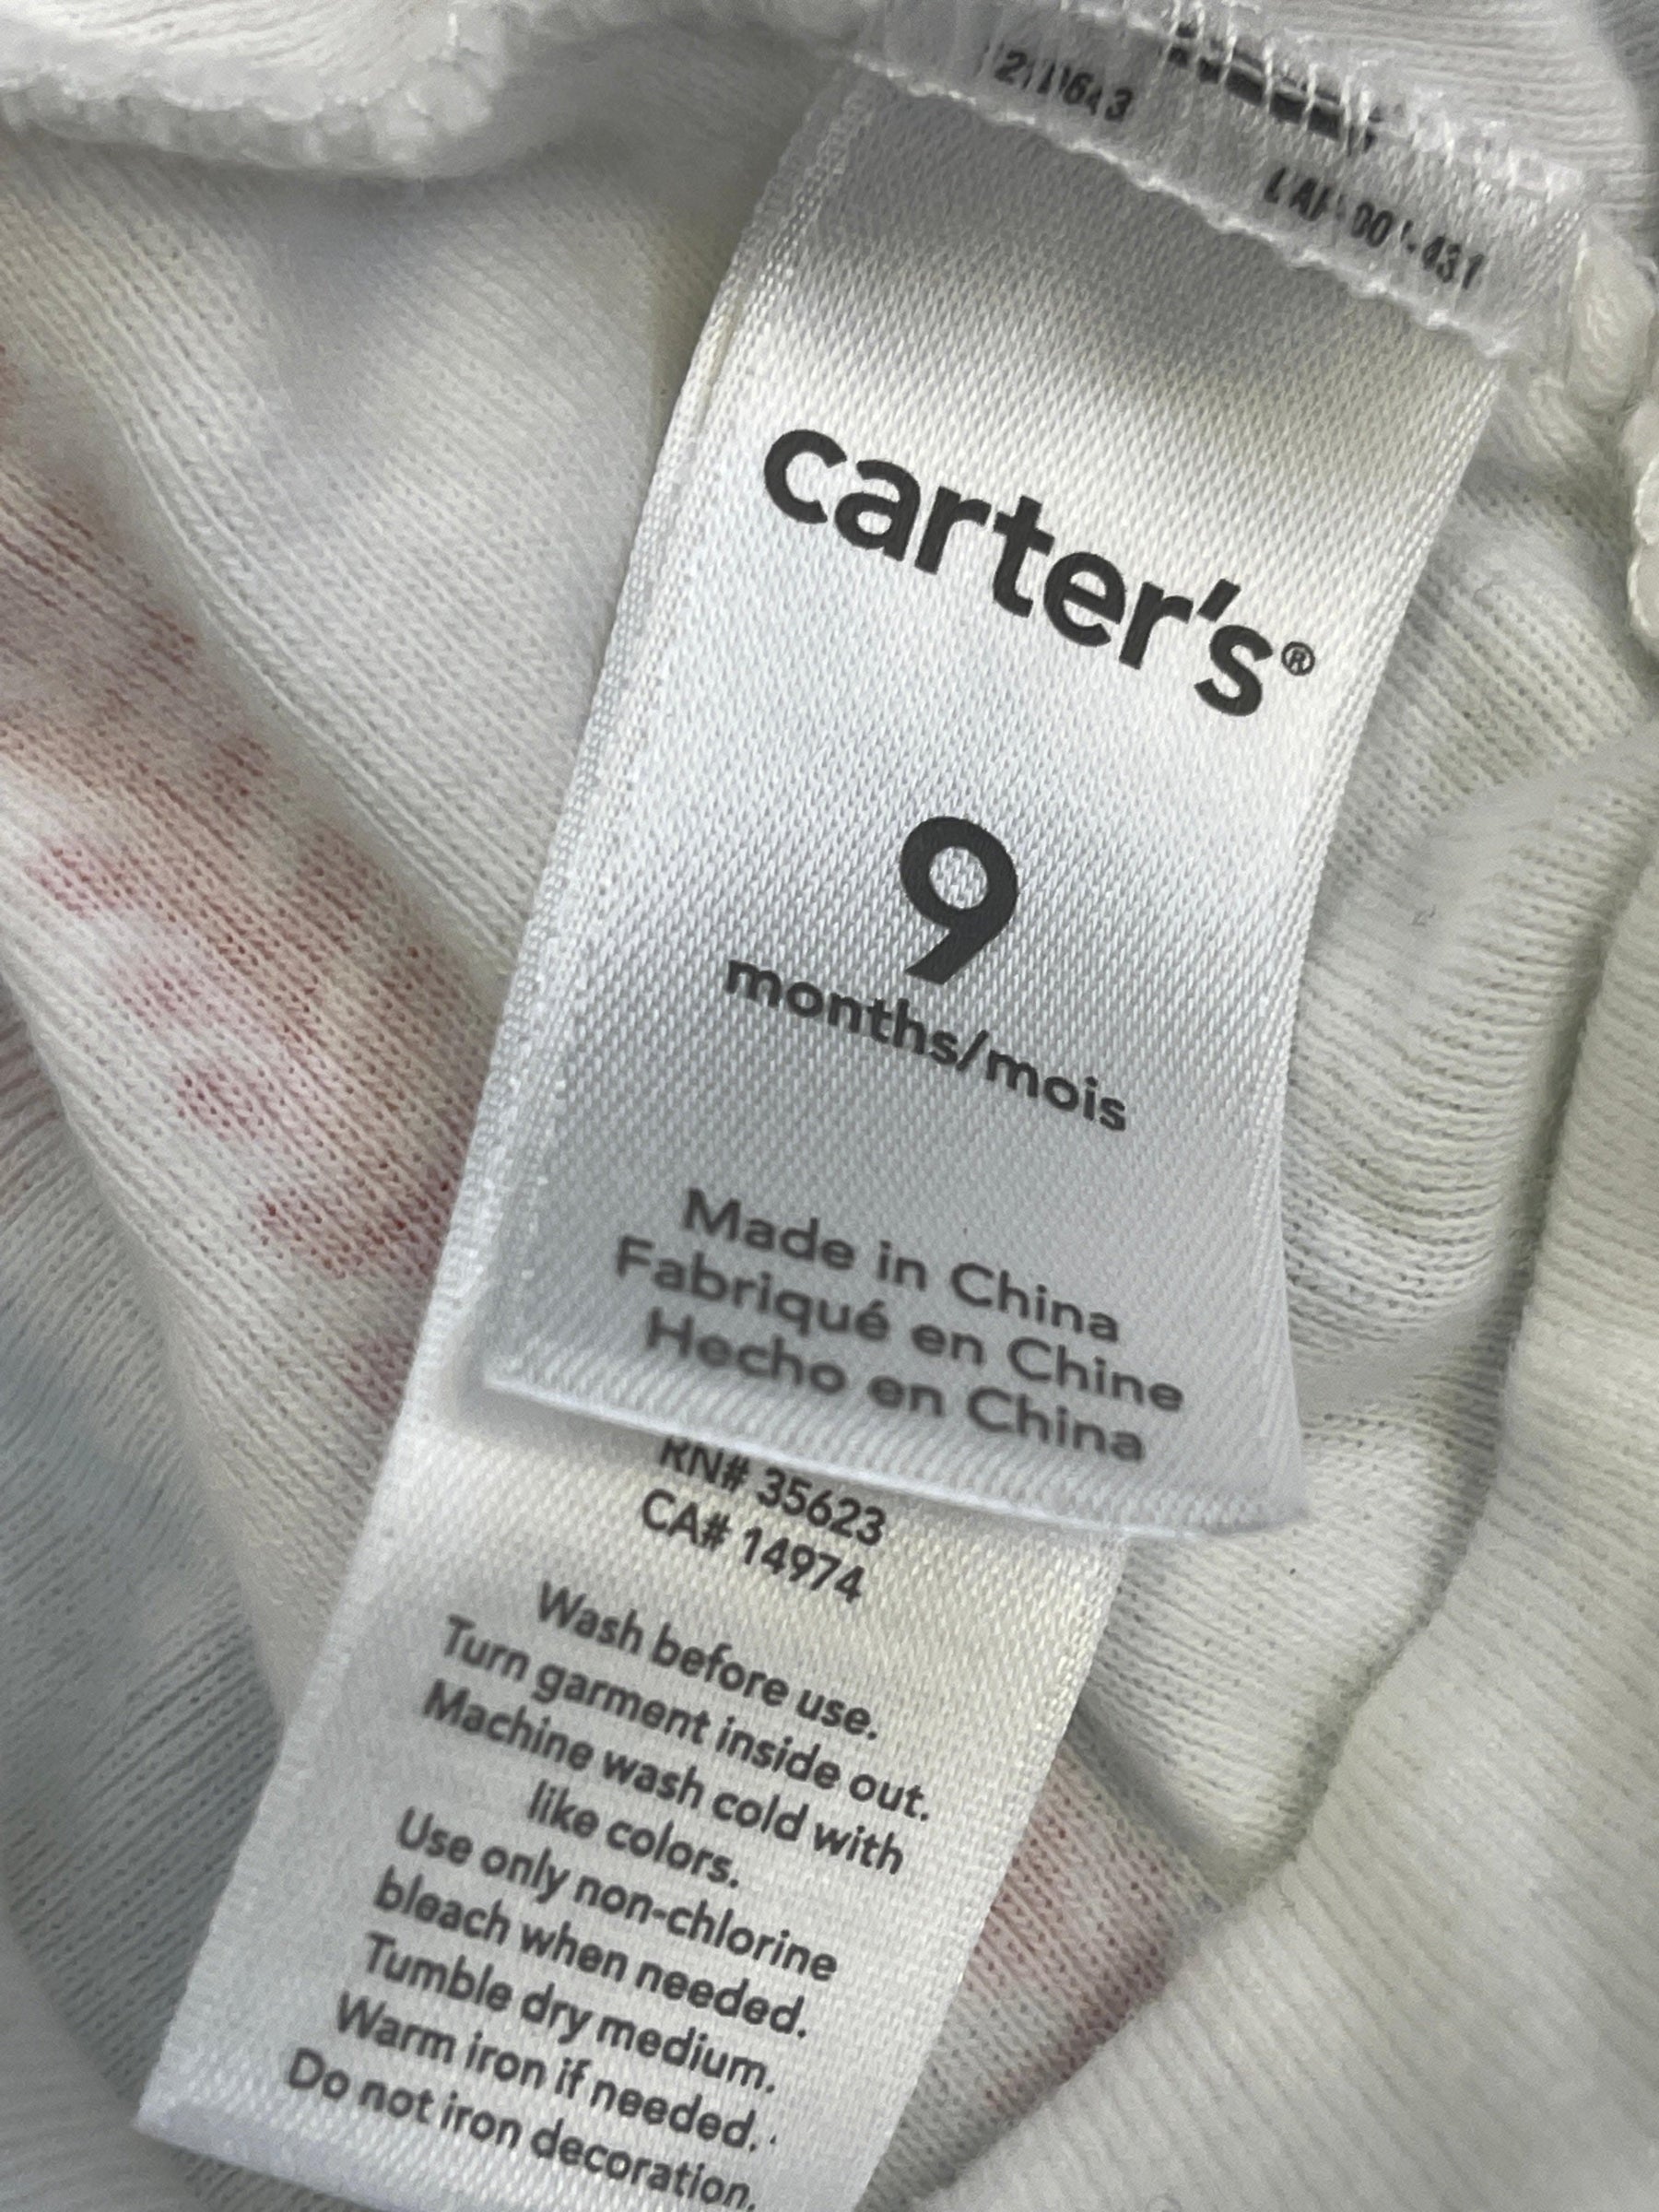 carter's®
9
months/mois
Made in China
Fabriqué en Chine
Hecho en China
RN# 35623
CA# 14974
Wash before use.
Turn garment inside out.
Machine wash cold with
like colors.
Use only non-chlorine
bleach when needed.
Tumble dry medium.
Warm iron if needed.
Do not iron decoration.